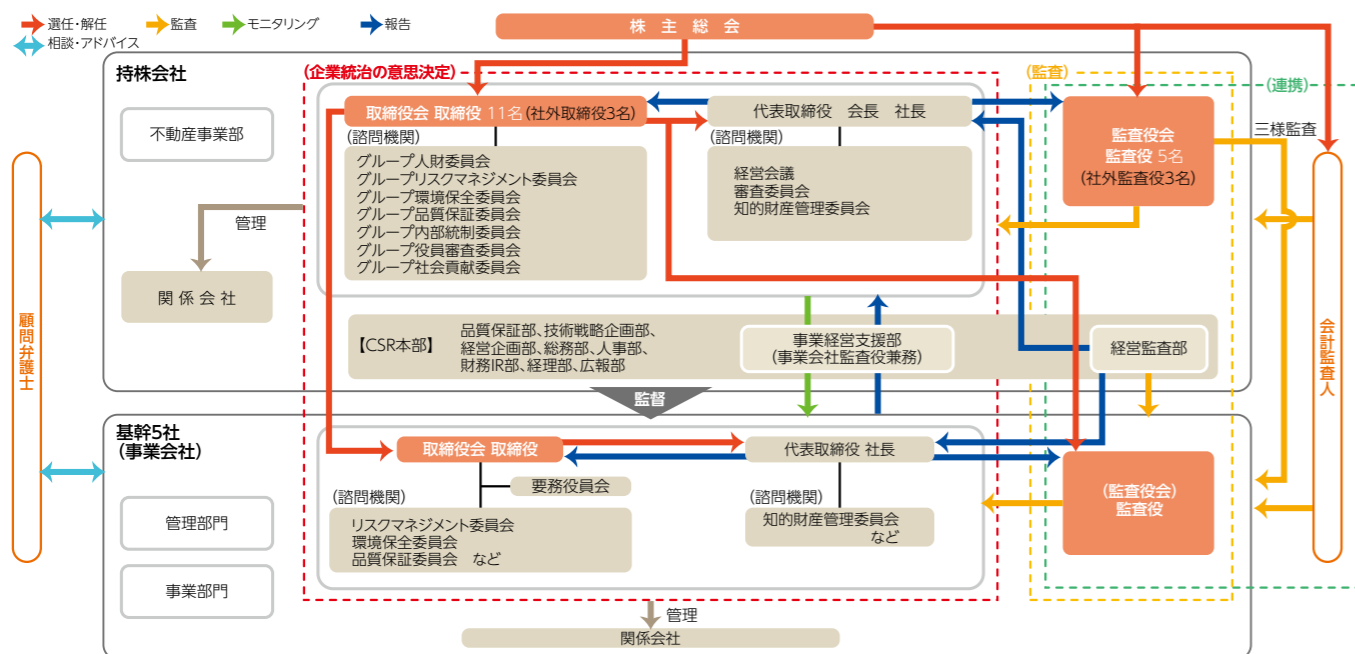 選任・解任
監査
モニタリング
報告
相談・アドバイス
株主総会
持株会社
(企業統治の意思決定)
(監査)
(連携)
三様監査
不動産事業部
取締役会 取締役 11名(社外取締役3名)
代表取締役　会長　社長
監査役会
監査役 5名
(社外監査役3名)
(諮問機関)
グループ人財委員会
グループリスクマネジメント委員会
グループ環境保全委員会
グループ品質保証委員会
グループ内部統制委員会
グループ役員審査委員会
グループ社会貢献委員会
(諮問機関)
経営会議
審査委員会
知的財産管理委員会
管理
関係会社
顧問弁護士
会計監査人
【CSR本部】
品質保証部、技術戦略企画部、
経営企画部、総務部、人事部、
財務IR部、経理部、広報部
事業経営支援部
(事業会社監査役兼務)
経営監査部
監督
基幹5社
(事業会社)
取締役会 取締役
代表取締役 社長
要務役員会
(諮問機関)
リスクマネジメント委員会
環境保全委員会
品質保証委員会　など
(諮問機関)
知的財産管理委員会
など
(監査役会)
監査役
管理部門
事業部門
管理
関係会社